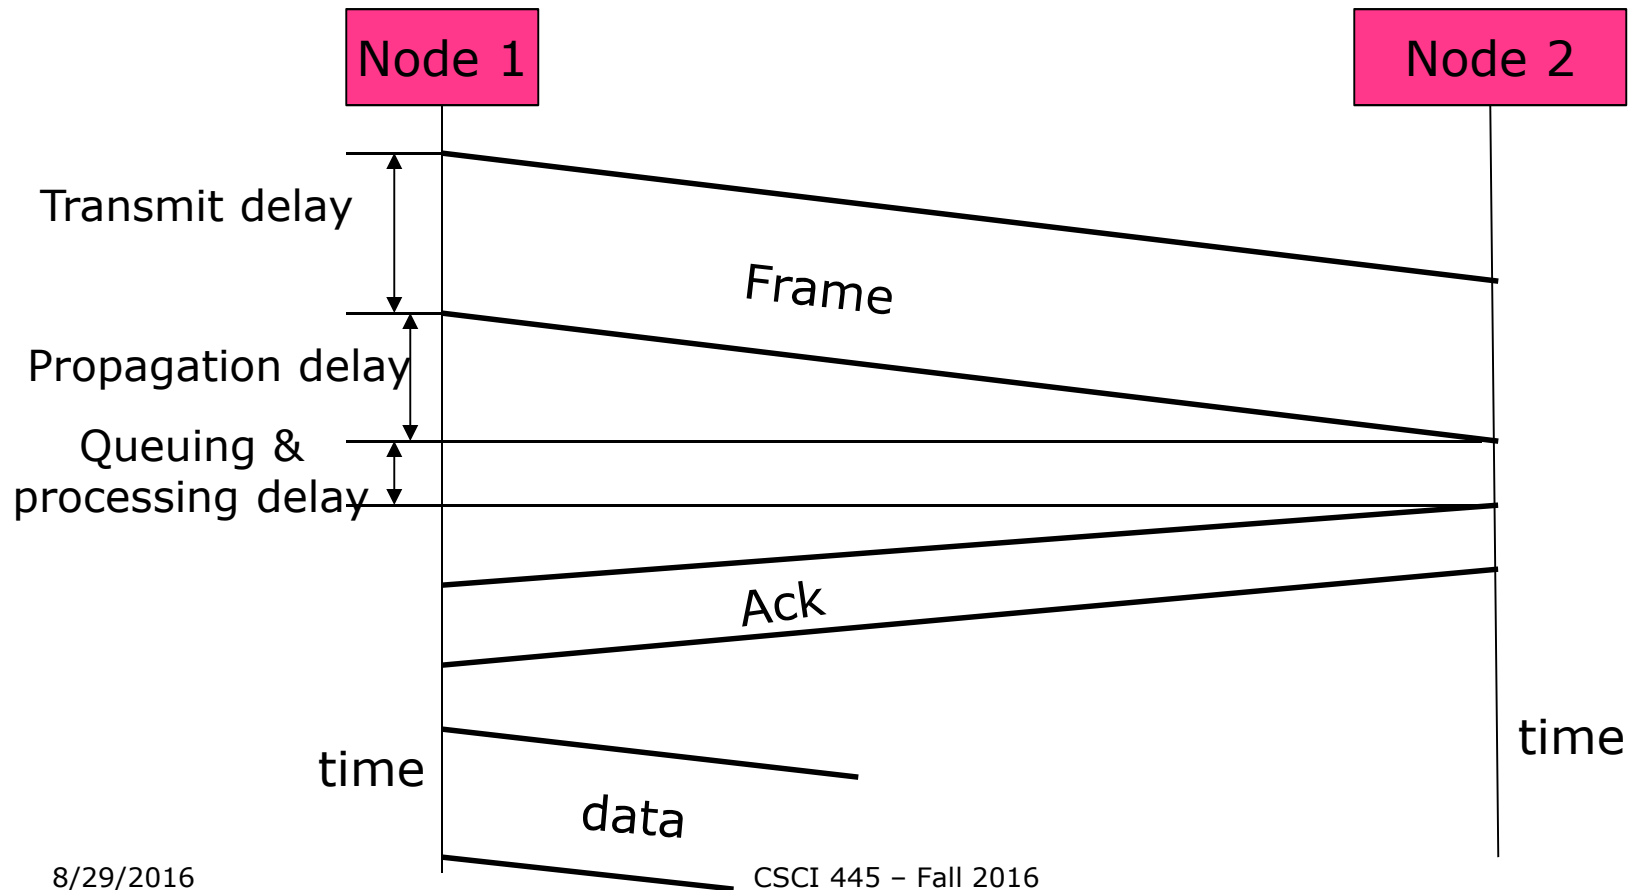 Node 1
Node 2
Transmit delay
Frame
Propagation delay
Queuing &
processing delay
Ack
time
time
data
8/29/2016
CSCI 445 – Fall 2016